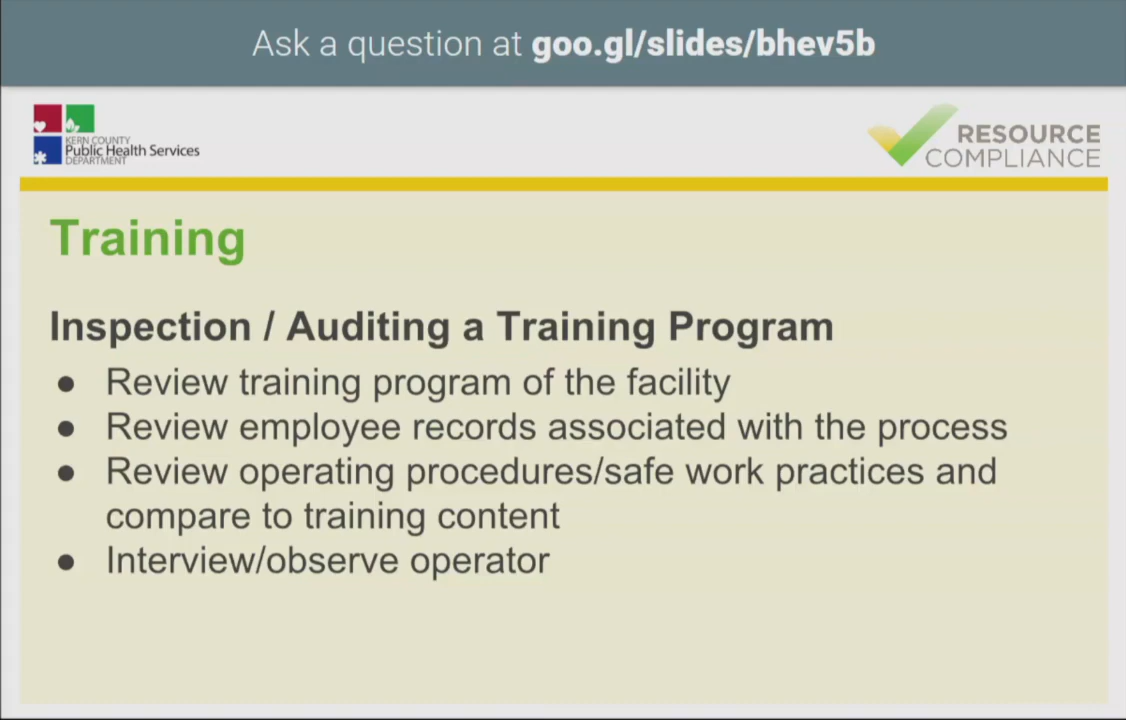 Ask a question at goo.gl/slides/bhev5b
KERN COUNTY
Public Health Services
DEPARTMENT
RESOURCE
COMPLIANCE
Training
Inspection / Auditing a Training Program
● Review training program of the facility
● Review employee records associated with the process
● Review operating procedures/safe work practices and
compare to training content
● Interview/observe operator